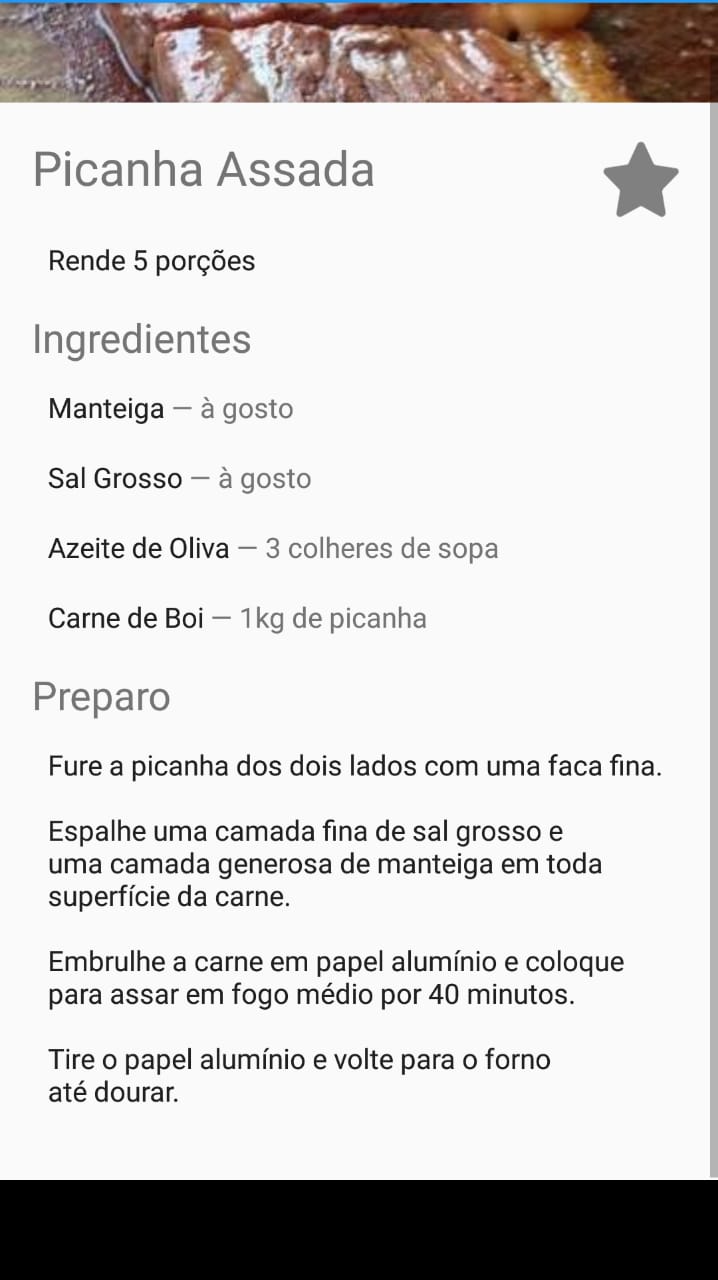 Picanha Assada
Rende 5 porções
Ingredientes
Manteiga — à gosto
Sal Grosso — à gosto
Azeite de Oliva — 3 colheres de sopa
Carne de Boi — 1kg de picanha
Preparo
Fure a picanha dos dois lados com uma faca fina.
Espalhe uma camada fina de sal grosso e
uma camada generosa de manteiga em toda
superfície da carne.
Embrulhe a carne em papel alumínio e coloque
para assar em fogo médio por 40 minutos.
Tire o papel alumínio e volte para o forno
até dourar.